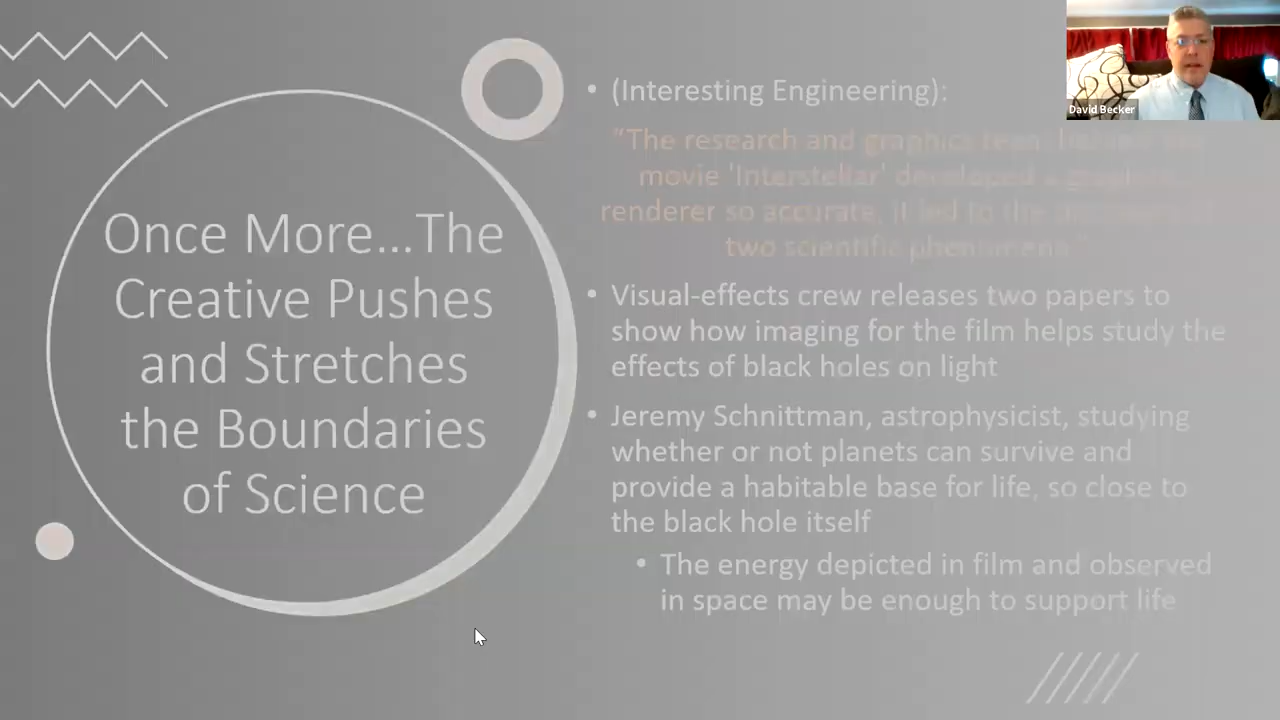 Once More...The
Creative Pushes
and Stretches
the Boundaries
of Science
• (Interesting Engineering):
"The research and graphics team
movie 'Interstellar' developed a graphics
renderer so accurate, it led to the
two scientific phenomena."
• Visual-effects crew releases two papers to
show how imaging for the film helps study the
effects of black holes on light
• Jeremy Schnittman, astrophysicist, studying
whether or not planets can survive and
provide a habitable base for life, so close to
the black hole itself
• The energy depicted in film and observed
in space may be enough to support life
David Becker